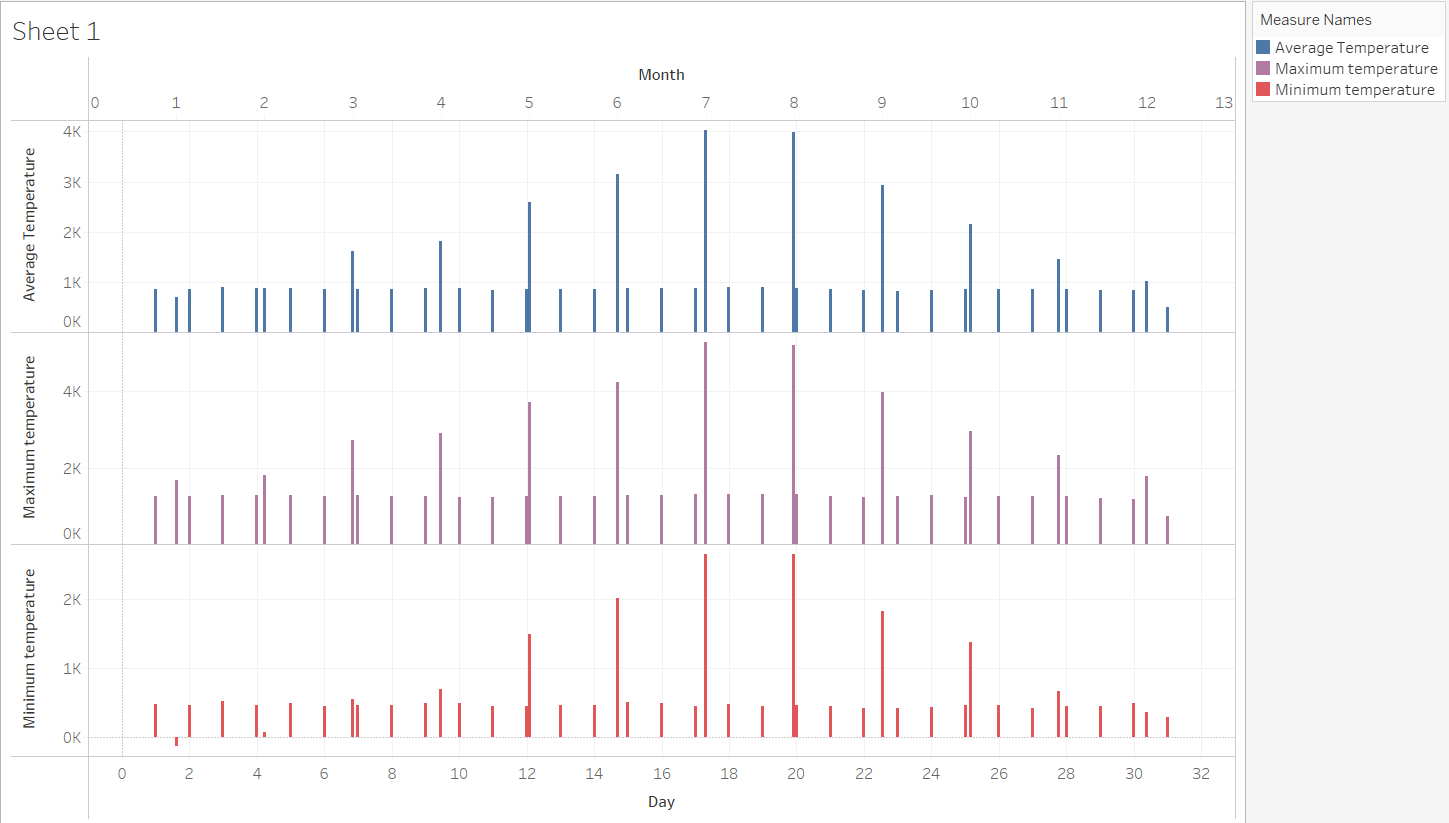 Sheet 1
Measure Names
Average Temperature
Maximum temperature
Minimum temperature
Month
0 1 2 3 4 5 6 7 8 9 10 11 12 13
Average Temperature
4K
3K
2K
1K
0K
Maximum temperature
4K
2K
0K
Minimum temperature
2K
1K
0K
0 2 4 6 8 10 12 14 16 18 20 22 24 26 28 30 32
Day